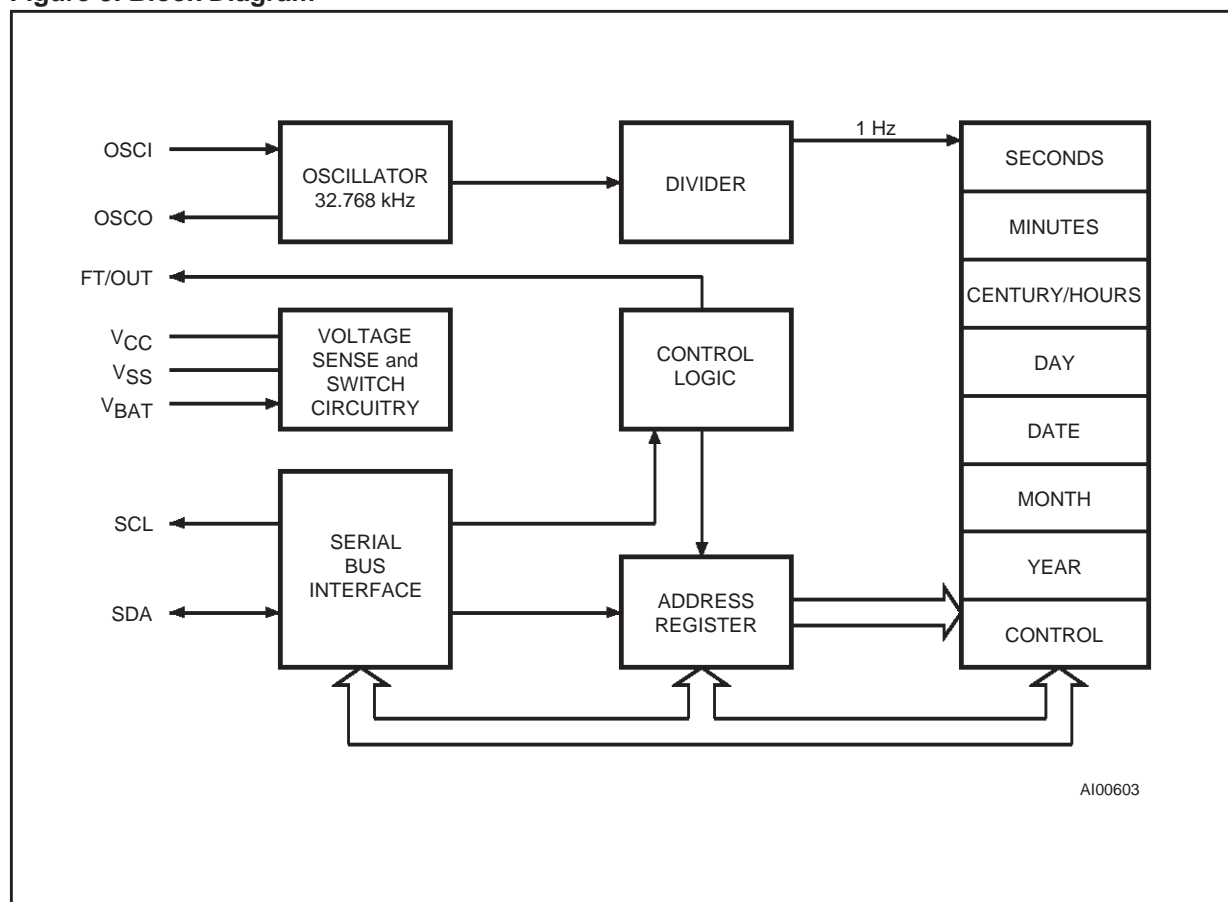 Figure Block Diagram
OSCI
OSCO
FT/OUT
VCC
VSS
VBAT
SCL
SDA
OSCILLATOR
32.768 kHz
VOLTAGE
SENSE and
SWITCH
CIRCUITRY
SERIAL
BUS
INTERFACE
DIVIDER
CONTROL
LOGIC
ADDRESS
REGISTER
1 Hz
SECONDS
MINUTES
CENTURY/HOURS
DAY
DATE
MONTH
YEAR
CONTROL
AI00603